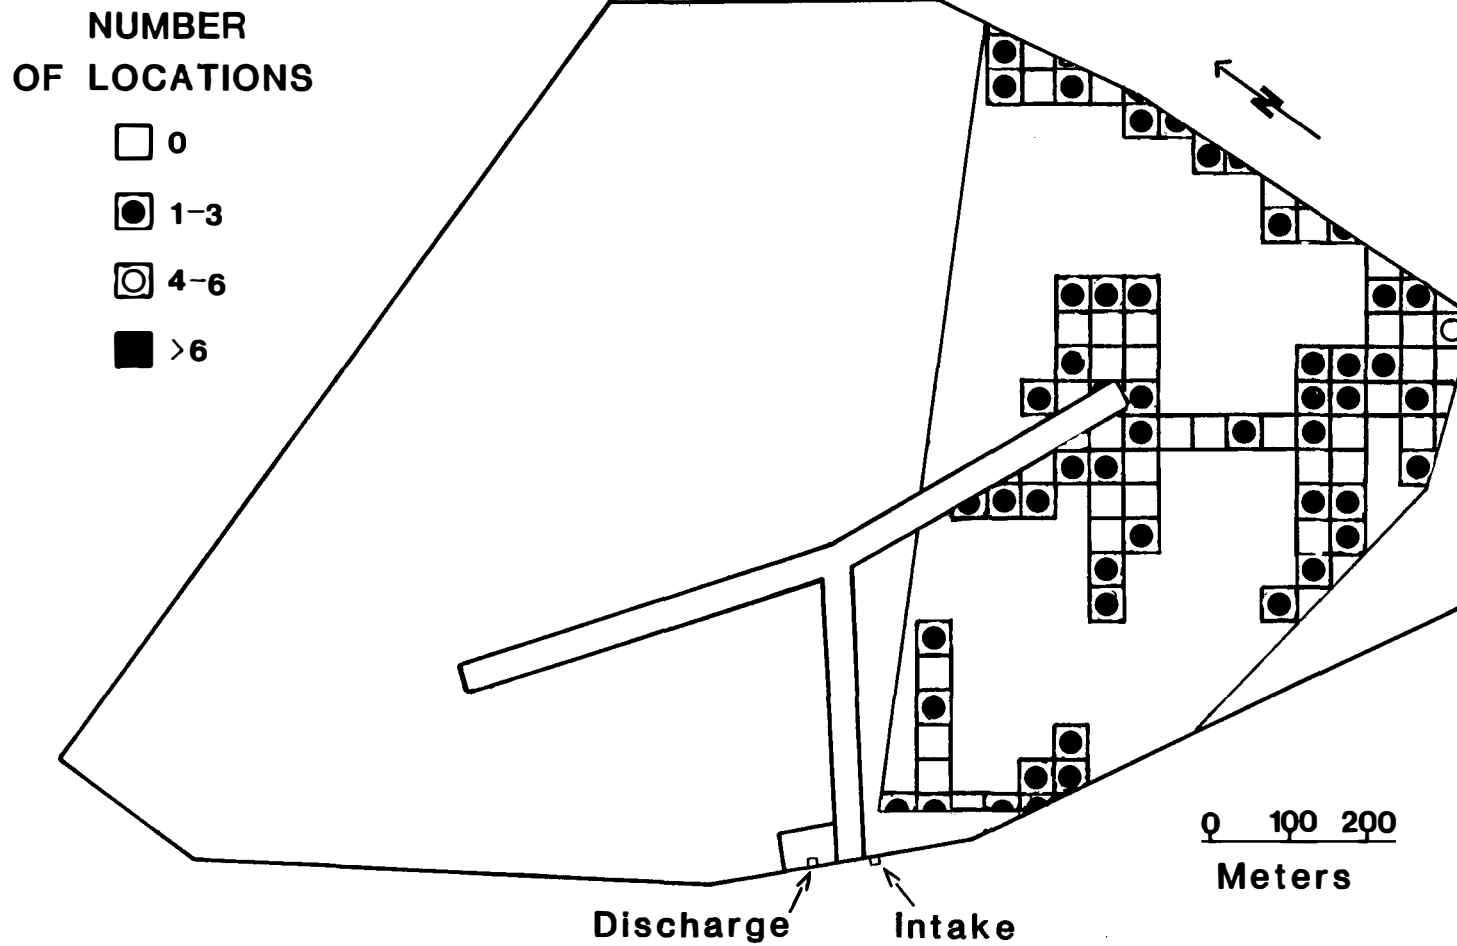 NUMBER
OF LOCATIONS
0
1-3
4-6
>6
N
0 100 200
Meters
Discharge
Intake